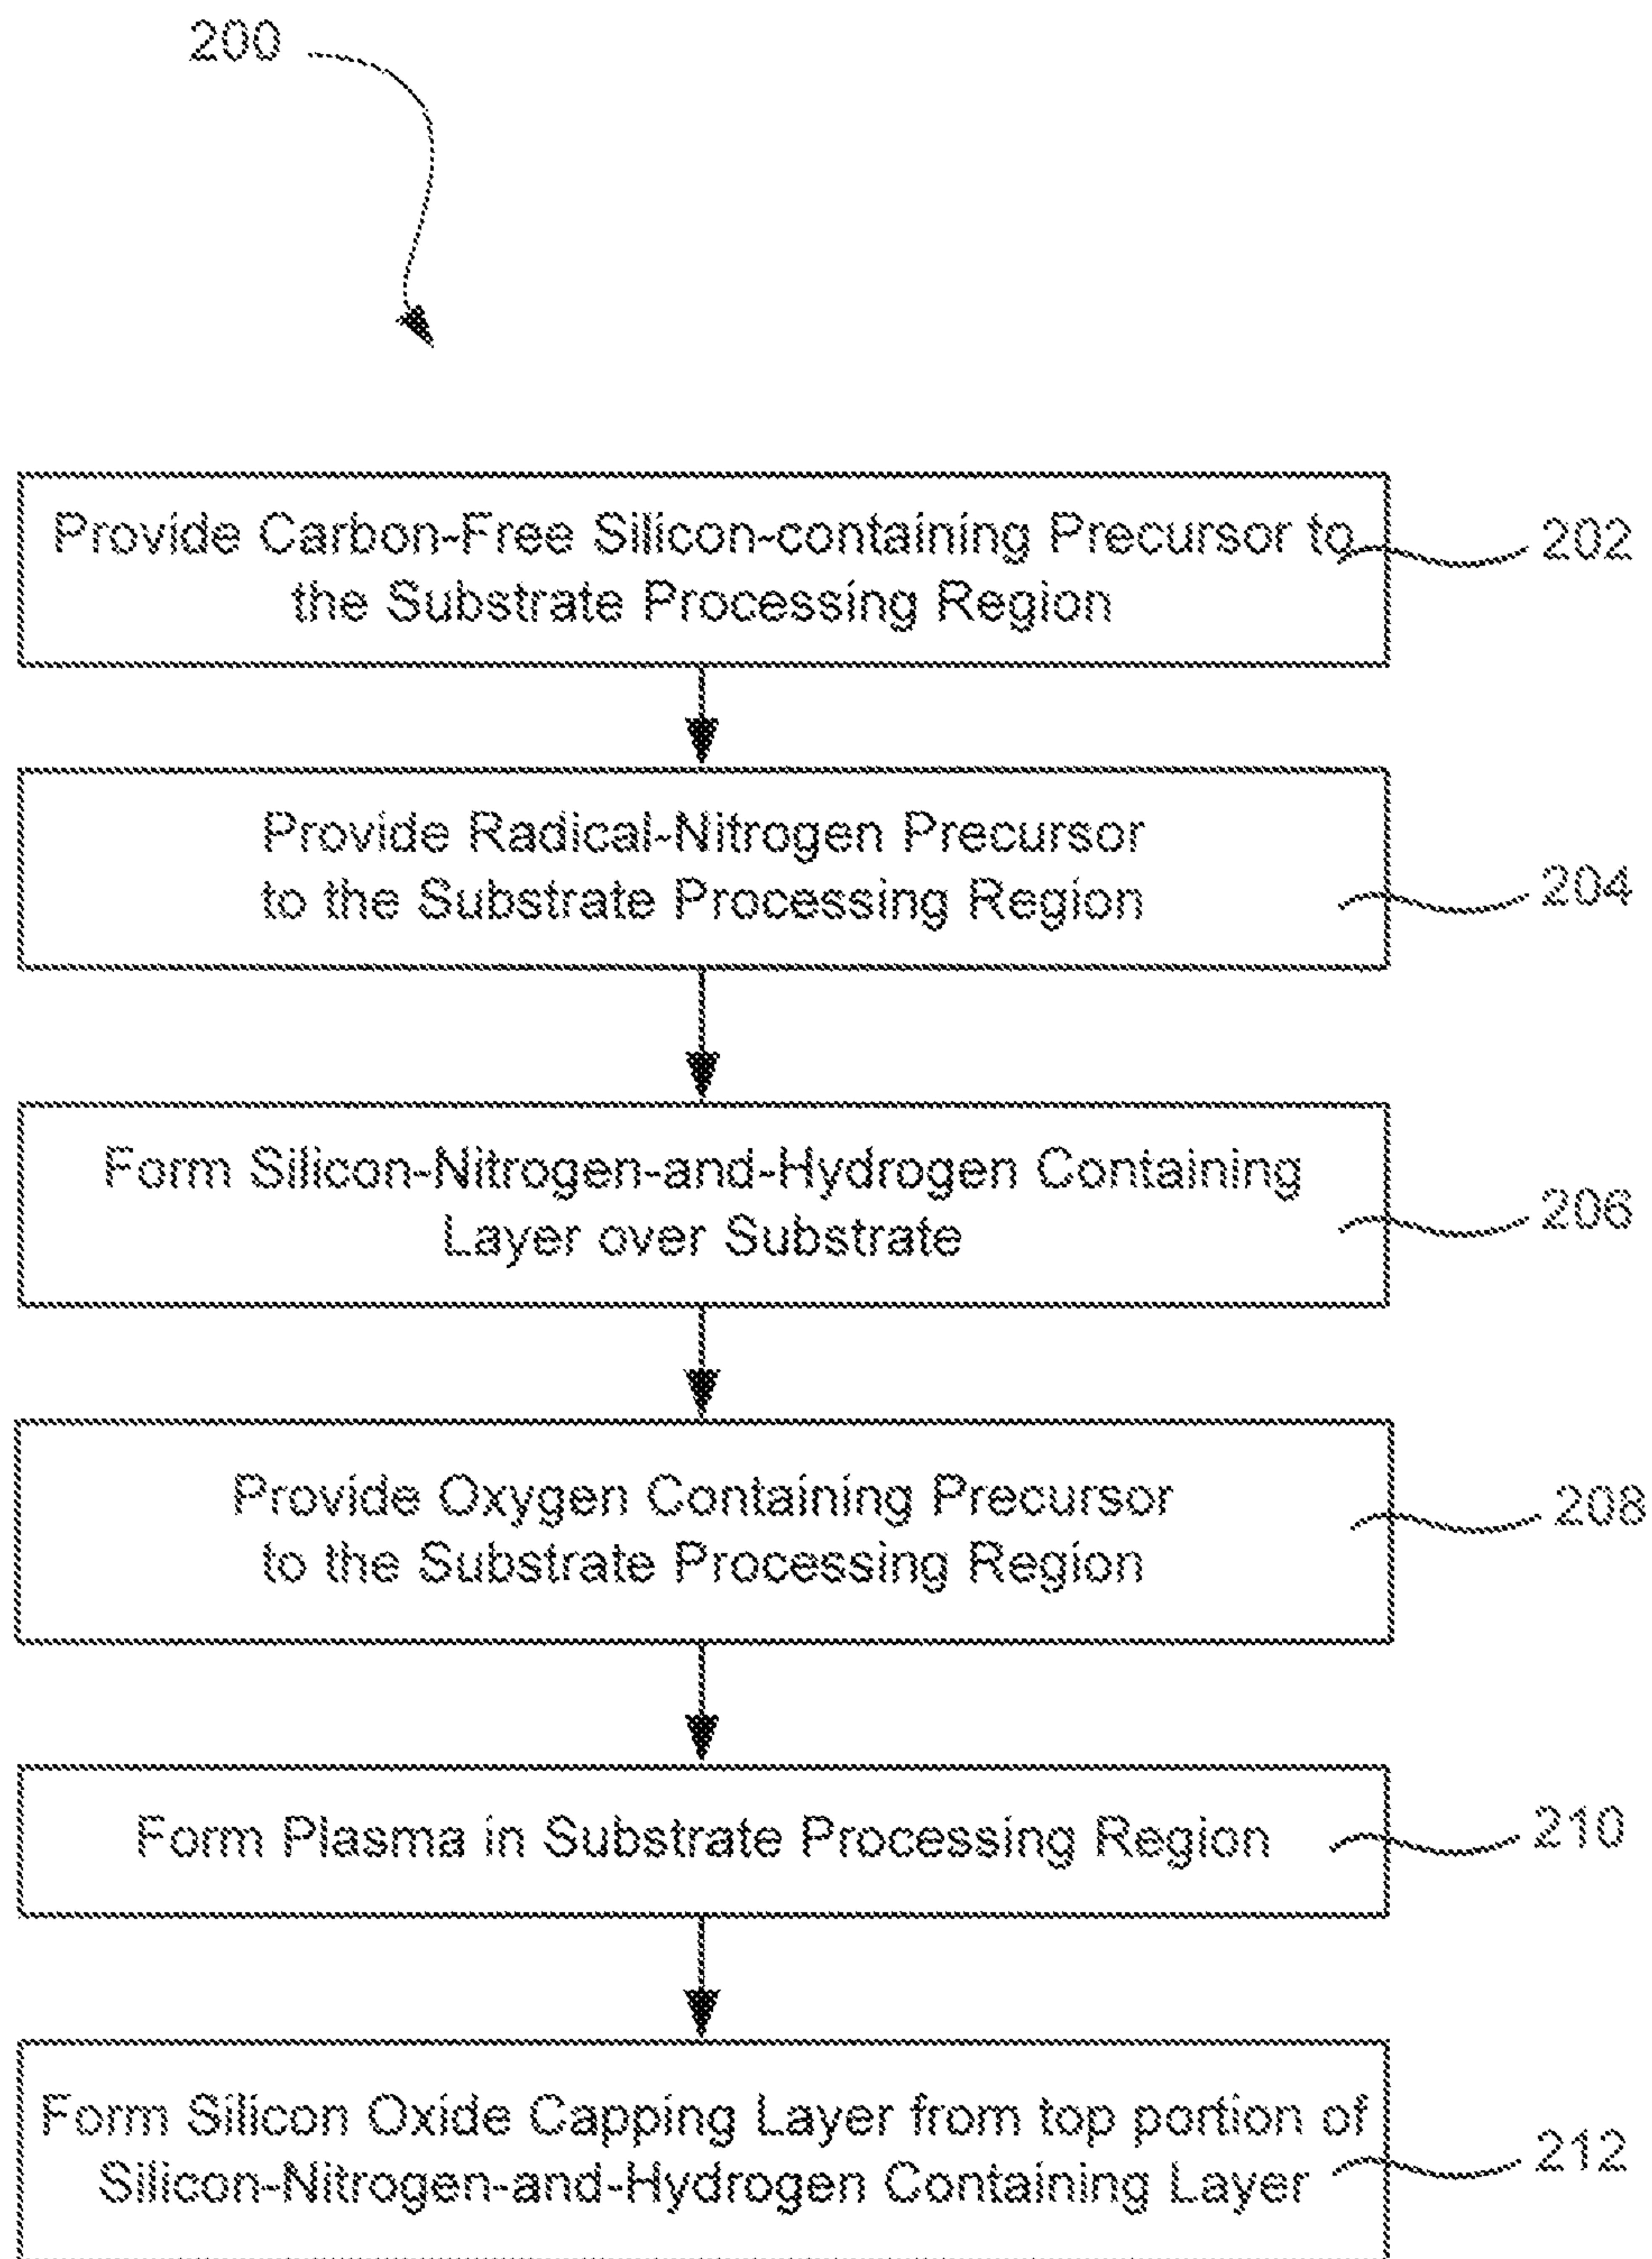 200
Provide Carbon-Free Silicon-containing Precursor to
the Substrate Processing Region
202
Provide Radical-Nitrogen Precursor
to the Substrate Processing Region
204
Form Silicon-Nitrogen-and-Hydrogen Containing
Layer over Substrate
206
Provide Oxygen Containing Precursor
to the Substrate Processing Region
208
Form Plasma in Substrate Processing Region
210
Form Silicon Oxide Capping Layer from top portion of
Silicon-Nitrogen-and-Hydrogen Containing Layer
212